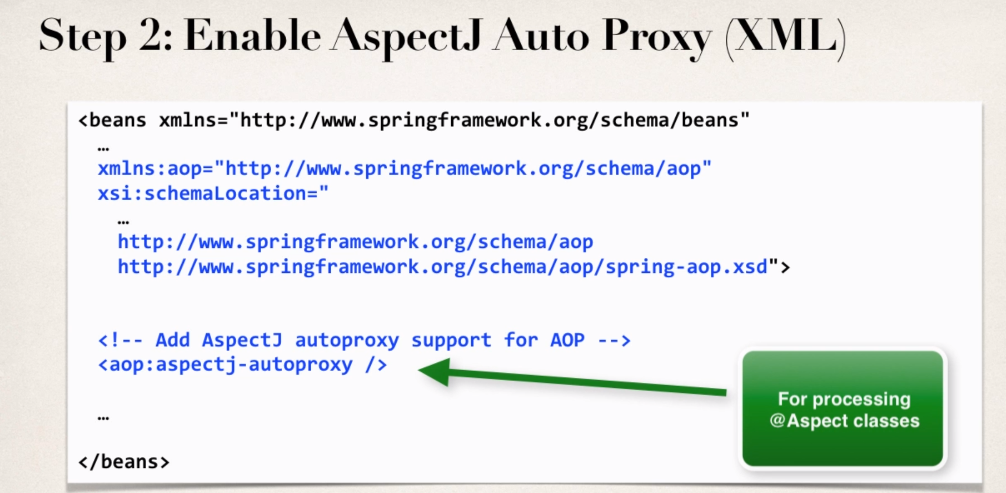 Step 2: Enable AspectJ Auto Proxy (XML)
<beans xmlns="http://www.springframework.org/schema/beans"
…
xmlns:aop="http://www.springframework.org/schema/aop"
xsi:schemaLocation="
…
http://www.springframework.org/schema/aop
http://www.springframework.org/schema/aop/spring-aop.xsd">
<!-- Add AspectJ autoproxy support for AOP -->
<aop:aspectj-autoproxy />
For processing
@Aspect classes
…
</beans>